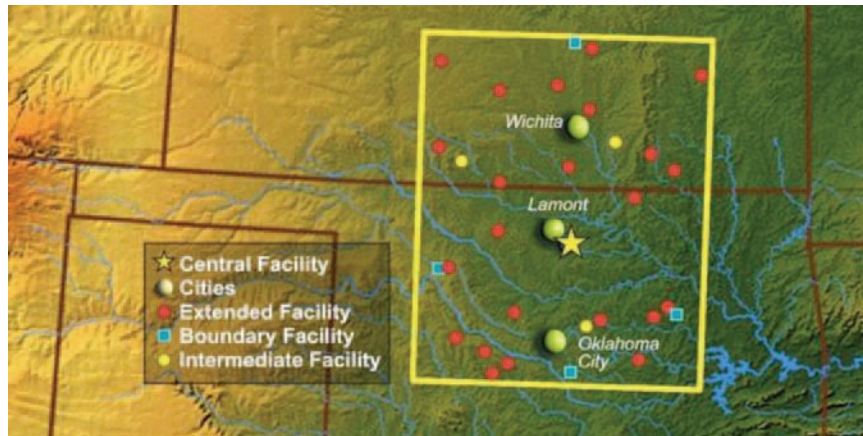 Wichita
Lamont
Central Facility
Cities
Extended Facility
Boundary Facility
Intermediate Facility
Oklahoma
City